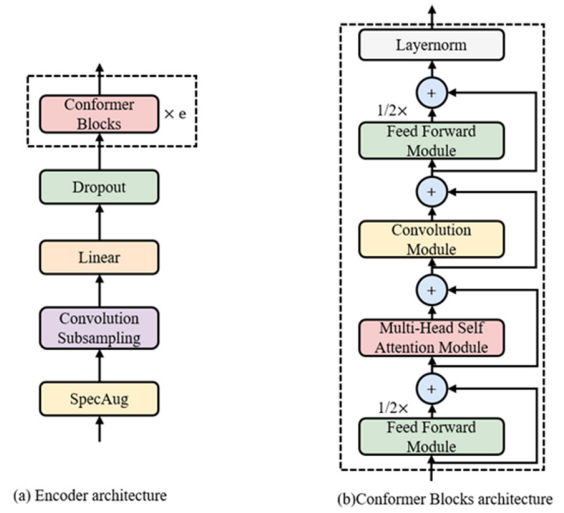 Conformer
Blocks
× e
Dropout
Linear
Convolution
Subsampling
SpecAug
(a) Encoder architecture
Layernorm
+
1/2×
Feed Forward
Module
+
Convolution
Module
+
Multi-Head Self
Attention Module
+
1/2×
Feed Forward
Module
(b)Conformer Blocks architecture